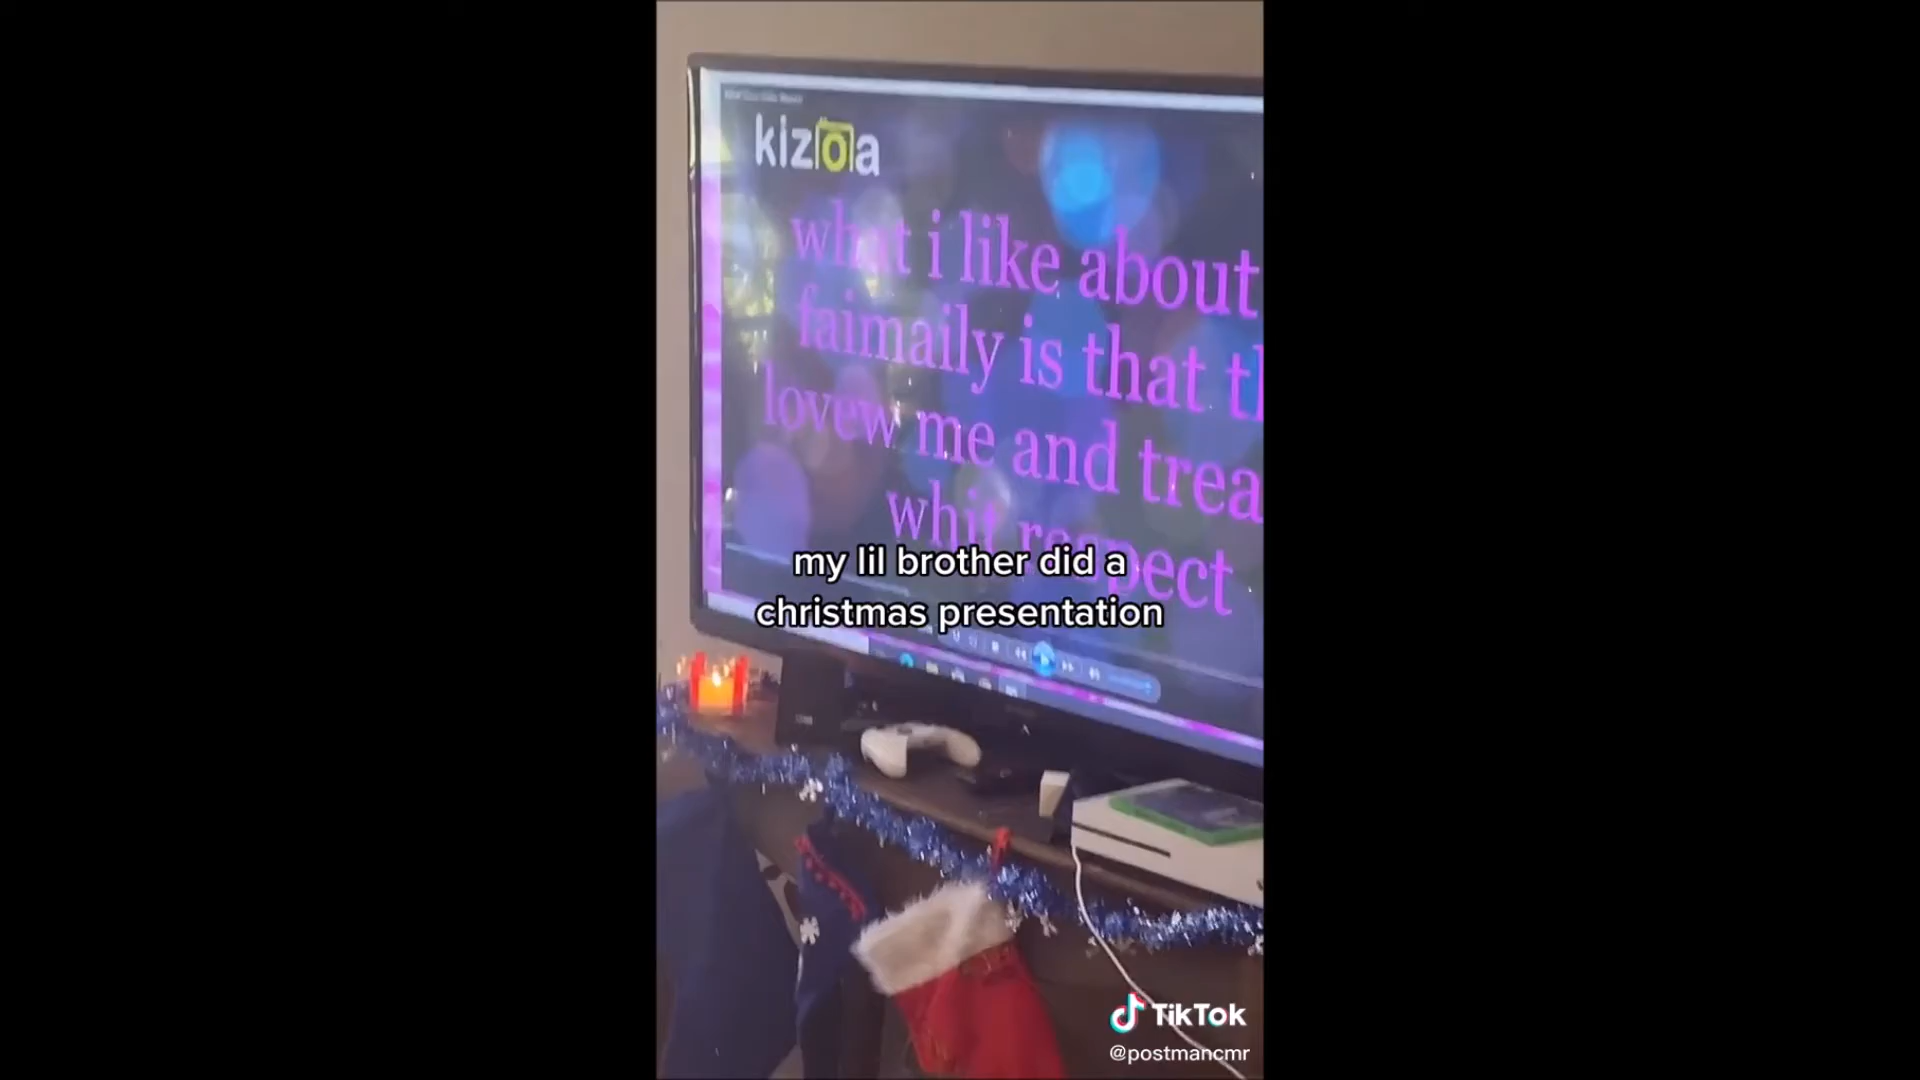 kizoa
what i like about
faimaily is that th
lovew me and trea
whit respect
my lil brother did a
christmas presentation
TikTok
@postmancmr